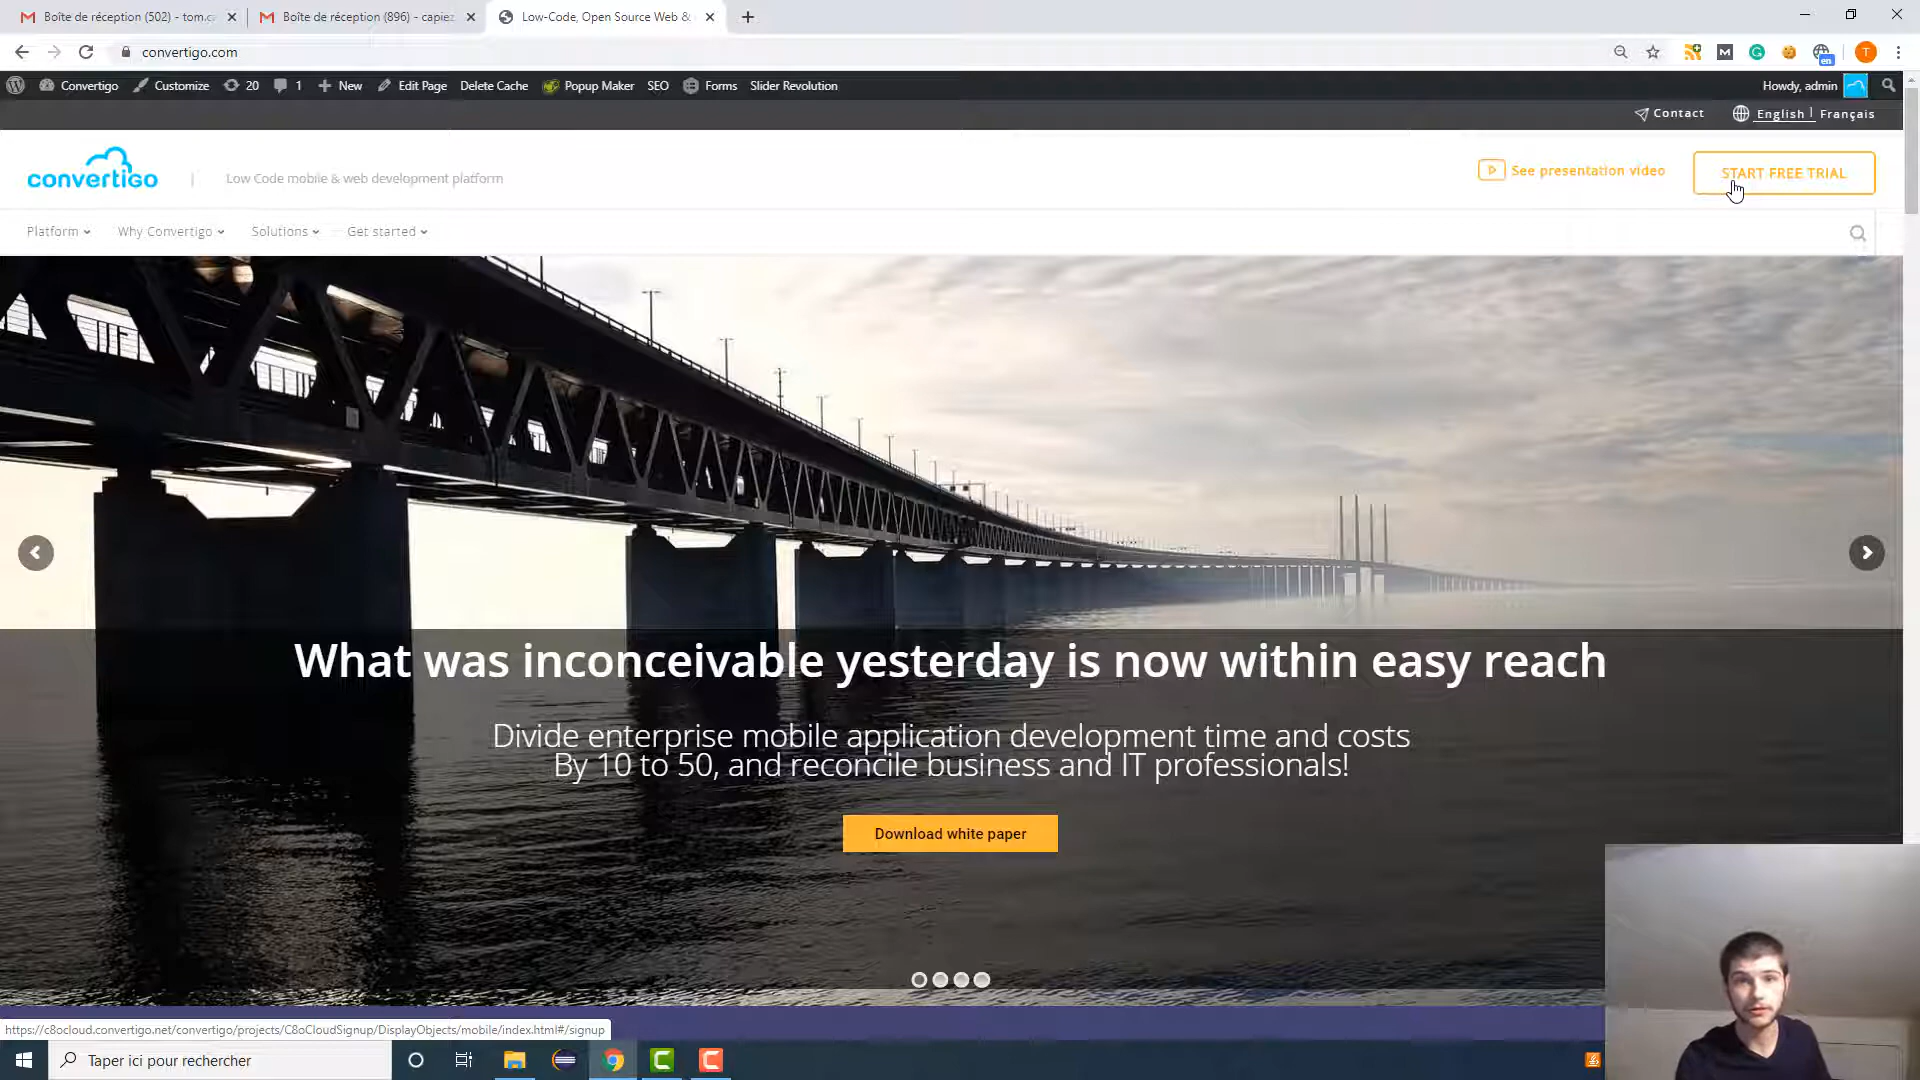 Boîte de réception (502) - tom.c
Boîte de réception (896) - capiez
Low-Code, Open Source Web &
convertigo.com
en
T
Convertigo
Customize
20
1
New
Edit Page
Delete Cache
Popup Maker
SEO
Forms
Slider Revolution
Howdy, admin
Contact
English | Français
convertigo
Low Code mobile & web development platform
See presentation video
START FREE TRIAL
Platform
Why Convertigo
Solutions
Get started
What was inconceivable yesterday is now within easy reach
Divide enterprise mobile application development time and costs
By 10 to 50, and reconcile business and IT professionals!
Download white paper
https://c8ocloud.convertigo.net/convertigo/projects/C8oCloudSignup/DisplayObjects/mobile/index.html#/signup
Taper ici pour rechercher